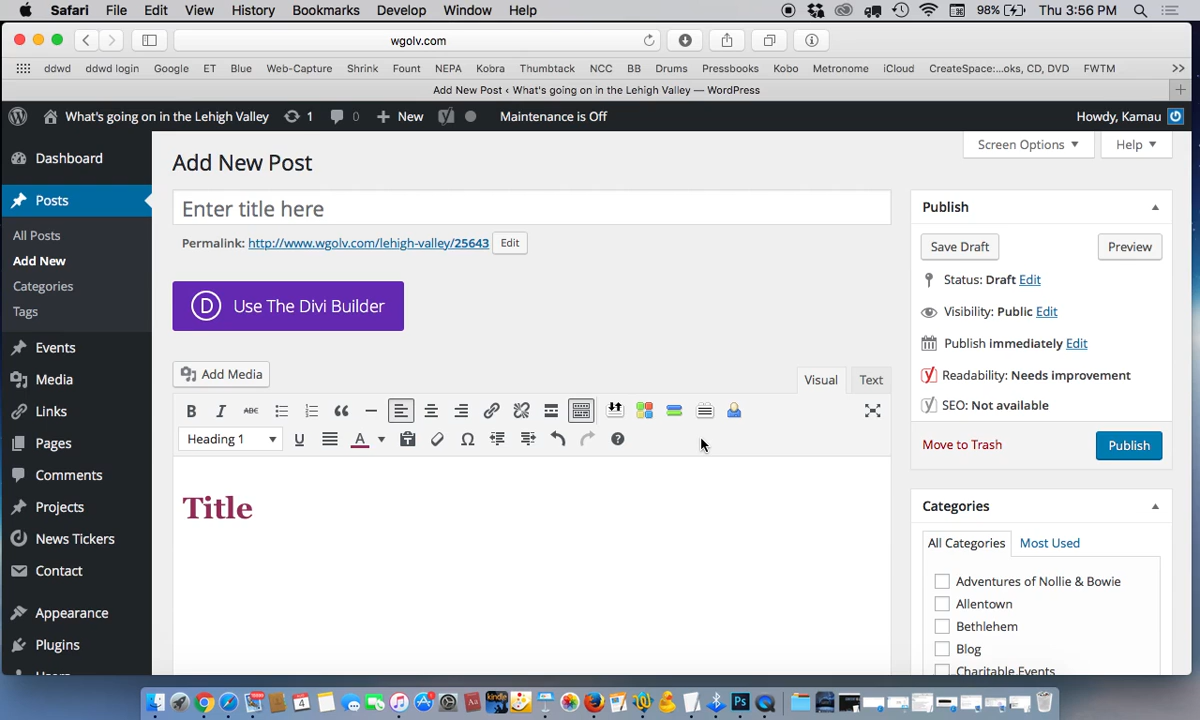 Safari File Edit View History Bookmarks Develop Window Help 98% Thu 3:56 PM
wgolv.com
ddwd ddwd login Google ET Blue Web-Capture Shrink Fount NEPA Kobra Thumbtack NCC BB Drums Pressbooks Kobo Metronome iCloud CreateSpace:...oks, CD, DVD FWTM
Add New Post ‹ What's going on in the Lehigh Valley — WordPress
What's going on in the Lehigh Valley 1 0 New Maintenance is Off Howdy, Kamau
Screen Options Help
Dashboard
Posts
All Posts
Add New
Categories
Tags
Events
Media
Links
Pages
Comments
Projects
News Tickers
Contact
Appearance
Plugins
Add New Post
Enter title here
Permalink: http://www.wgolv.com/lehigh-valley/25643 Edit
D Use The Divi Builder
Add Media
Visual Text
B I ABC
Heading 1 U A Ω
Title
Publish
Save Draft Preview
Status: Draft Edit
Visibility: Public Edit
Publish immediately Edit
Readability: Needs improvement
SEO: Not available
Move to Trash Publish
Categories
All Categories Most Used
Adventures of Nollie & Bowie
Allentown
Bethlehem
Blog
Charitable Events